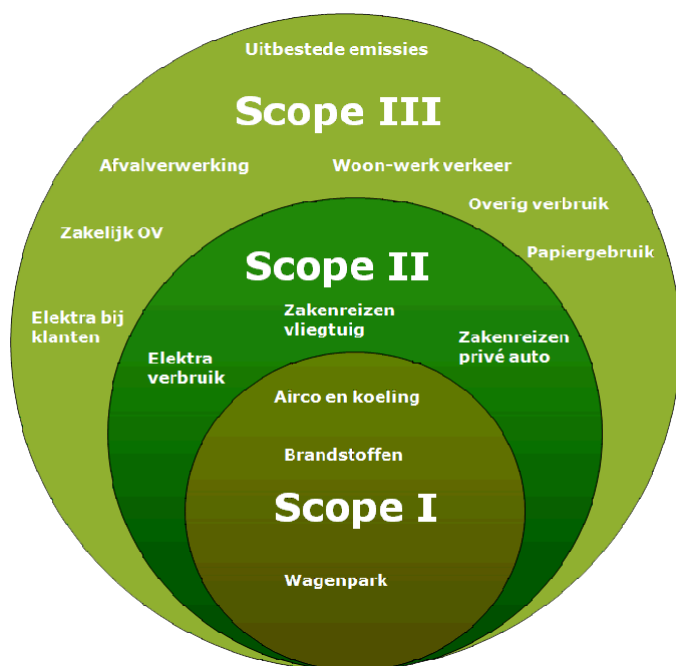 Uitbestede emissies
Scope III
Afvalverwerking
Woon-werk verkeer
Overig verbruik
Zakelijk OV
Papiergebruik
Scope II
Elektra bij
klanten
Zakenreizen
vliegtuig
Zakenreizen
privé auto
Elektra
verbruik
Airco en koeling
Brandstoffen
Scope I
Wagenpark